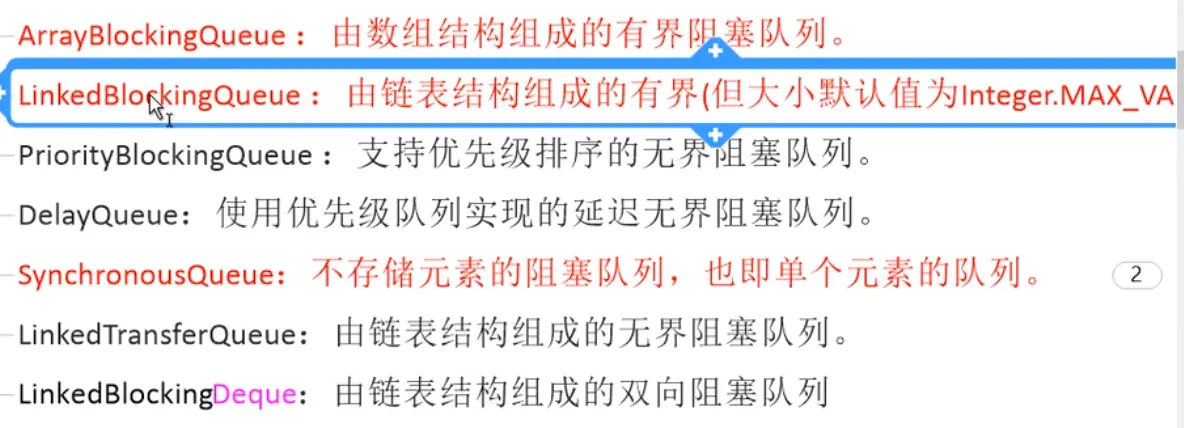 ArrayBlockingQueue： 由数组结构组成的有界阻塞队列。
LinkedBlockingQueue： 由链表结构组成的有界(但大小默认值为Integer.MAX_VA
PriorityBlockingQueue： 支持优先级排序的无界阻塞队列。
DelayQueue： 使用优先级队列实现的延迟无界阻塞队列。
SynchronousQueue： 不存储元素的阻塞队列，也即单个元素的队列。 2
LinkedTransferQueue： 由链表结构组成的无界阻塞队列。
LinkedBlockingDeque： 由链表结构组成的双向阻塞队列